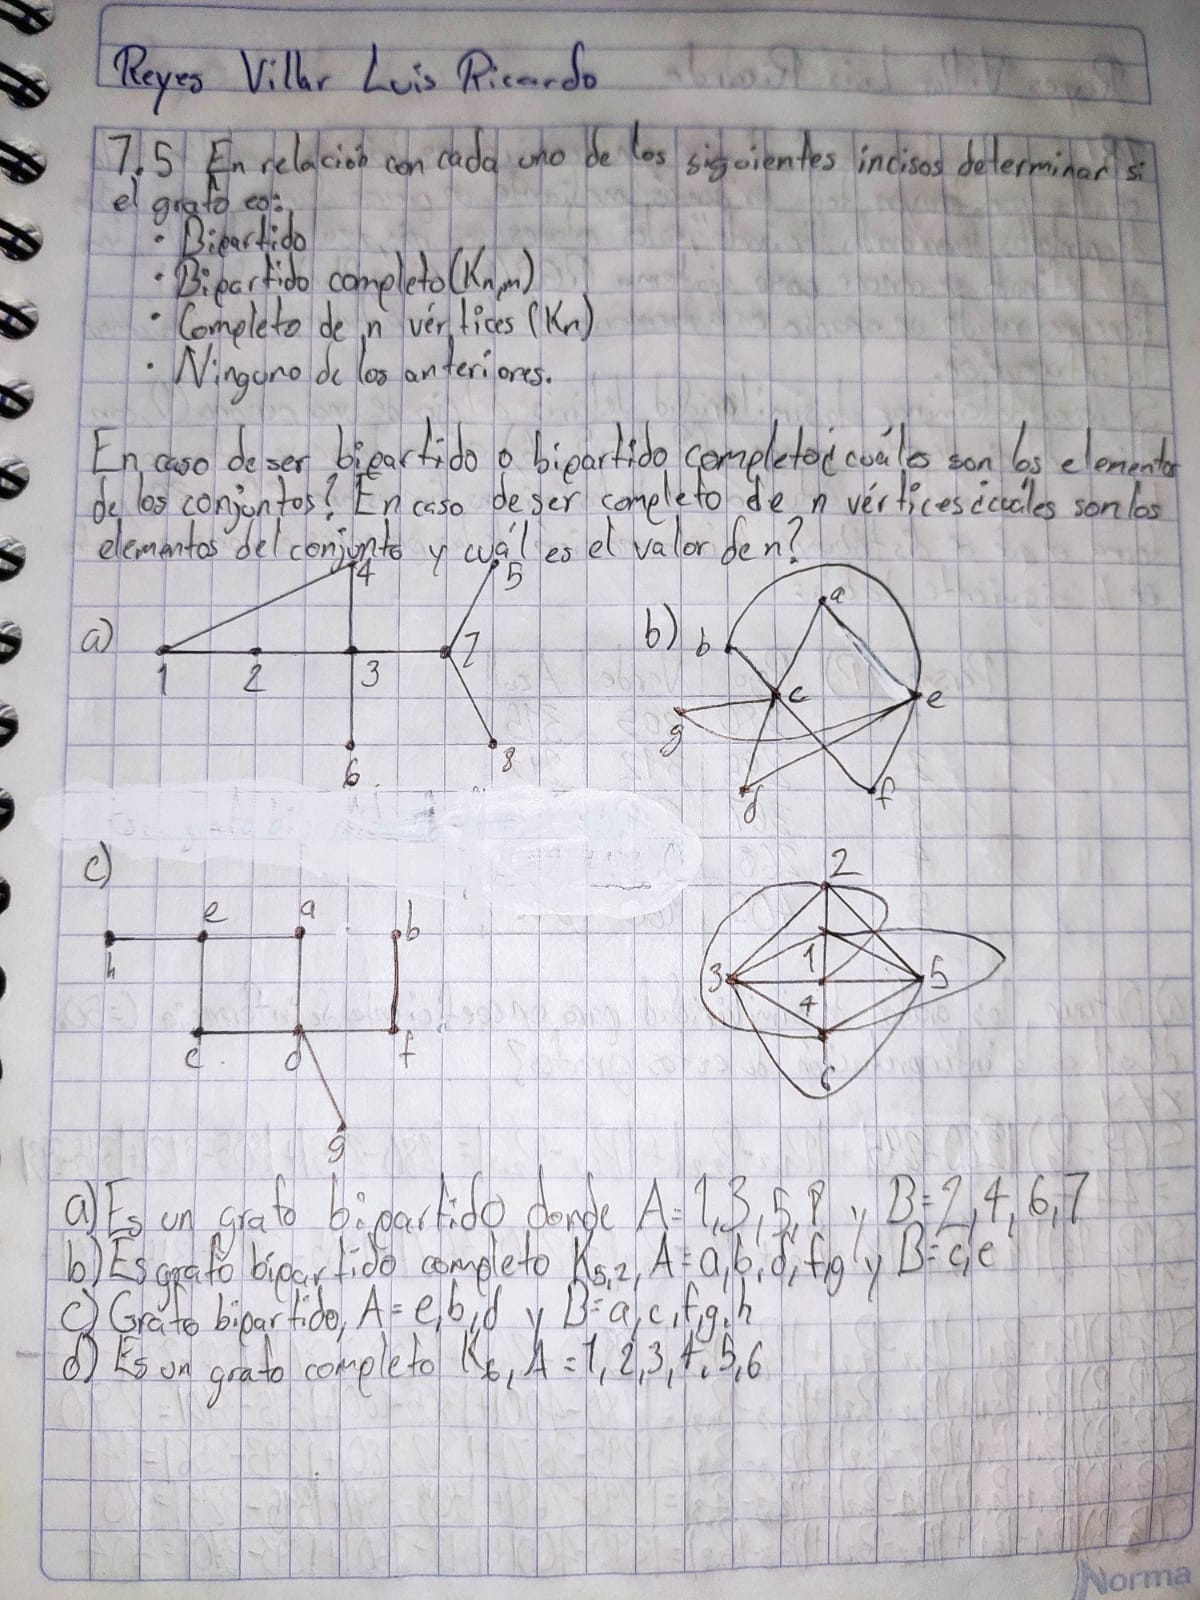 Reyes Villar Luis Ricardo
7.5 En relación con cada uno de los siguientes incisos determinar si
el grafo es:
• Bipartido
• Bipartido completo (Kn,m)
• Completo de n vértices (Kn)
• Ninguno de los anteriores.
En caso de ser bipartido o bipartido completo ¿cuáles son los elementos
de los conjuntos? En caso de ser completo de n vértices ¿cuáles son los
elementos del conjunto y cuál es el valor de n?
a)
4
5
1
2
3
7
6
8
b)
a
b
c
e
g
d
f
c)
e
a
b
h
c
d
f
g
2
1
3
5
4
6
a) Es un grafo bipartido donde A=1,3,5,8 y B=2,4,6,7
b) Es grafo bipartido completo K5,2, A=a,b,d,f,g y B=c,e
c) Grafo bipartido, A=e,b,d y B=a,c,f,g,h
d) Es un grafo completo K6, A=1,2,3,4,5,6
Norma